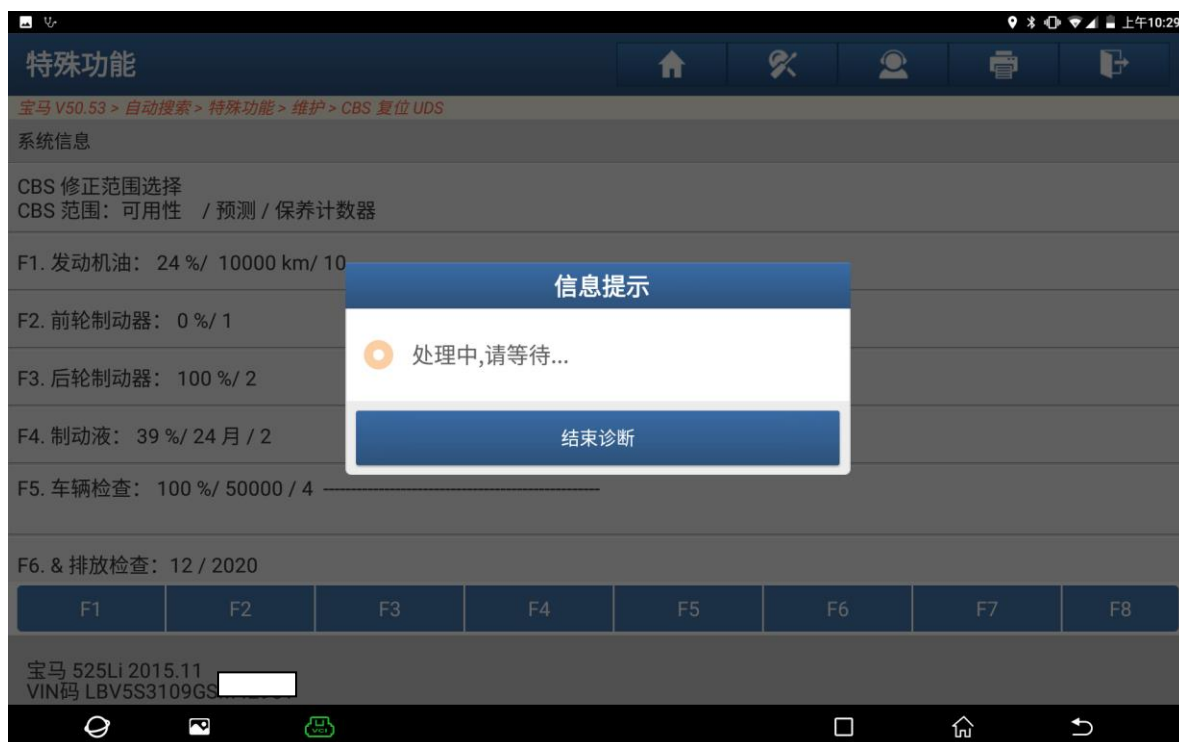 上午10:29
特殊功能
宝马 V50.53 > 自动搜索 > 特殊功能 > 维护 > CBS 复位 UDS
系统信息
CBS 修正范围选择
CBS 范围： 可用性 / 预测 / 保养计数器
F1. 发动机油： 24 %/ 10000 km/ 10
F2. 前轮制动器： 0 %/ 1
F3. 后轮制动器： 100 %/ 2
F4. 制动液： 39 %/ 24 月 / 2
F5. 车辆检查： 100 %/ 50000 / 4 --------------------------------------------------
F6. & 排放检查：12 / 2020
信息提示
处理中,请等待...
结束诊断
F1 F2 F3 F4 F5 F6 F7 F8
宝马 525Li 2015.11
VIN码 LBV5S3109GS
VCI